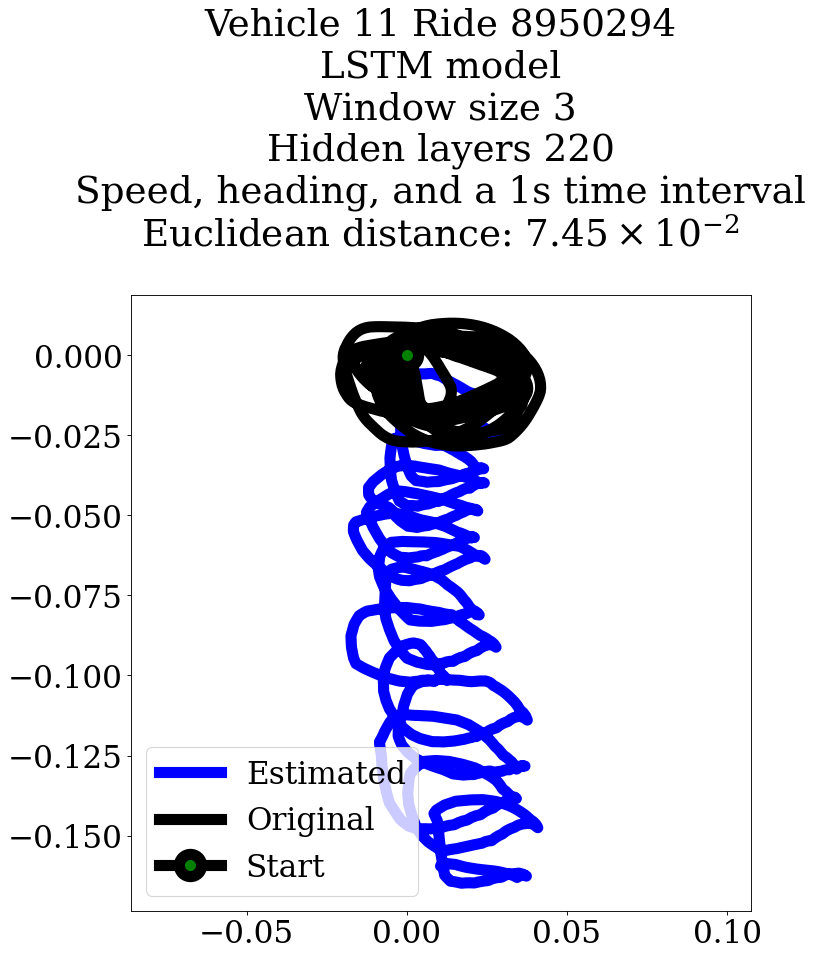 Vehicle 11 Ride 8950294
LSTM model
Window size 3
Hidden layers 220
Speed, heading, and a 1s time interval
Euclidean distance: 7.45 × 10⁻²
0.000
−0.025
−0.050
−0.075
−0.100
−0.125
−0.150
Estimated
Original
Start
−0.05
0.00
0.05
0.10